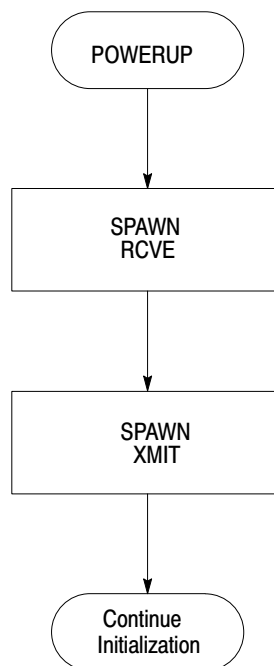 POWERUP
SPAWN
RCVE
SPAWN
XMIT
Continue
Initialization